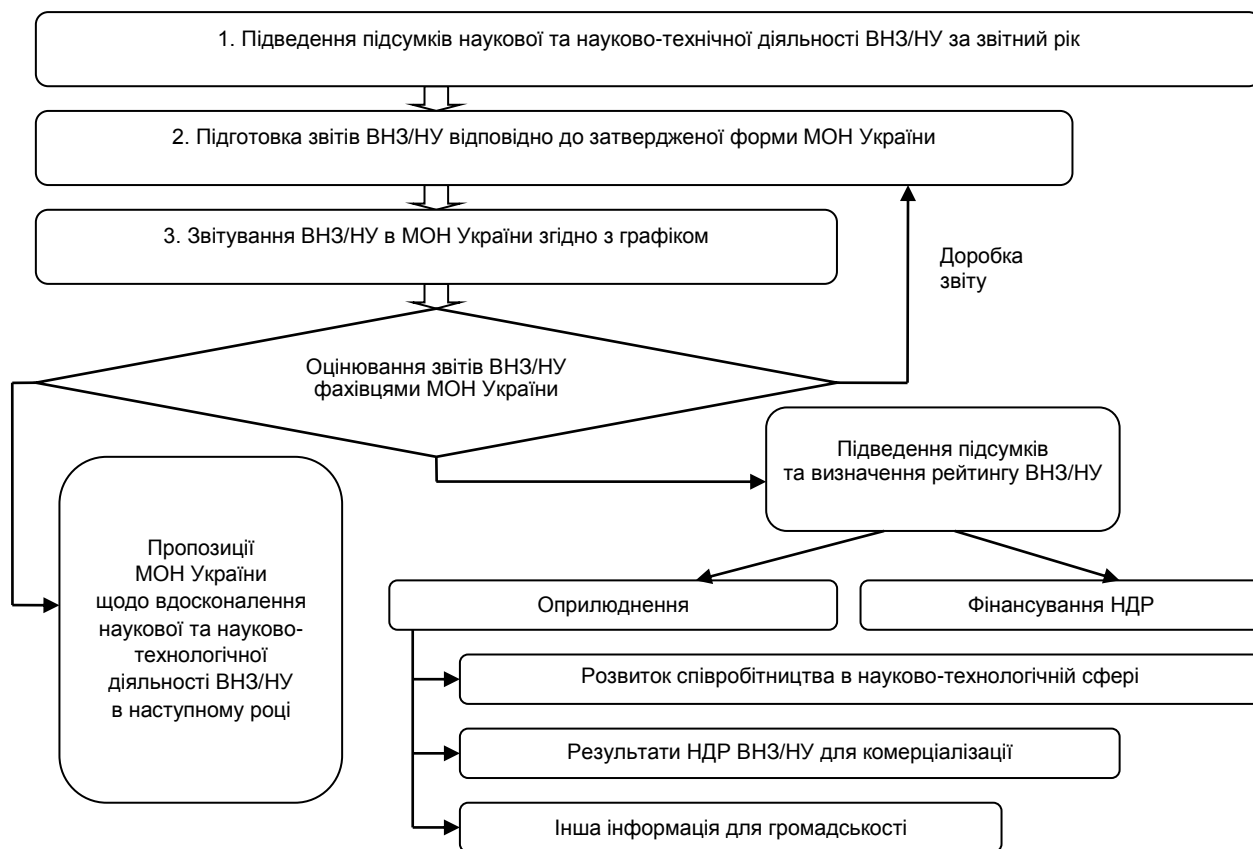 1. Підведення підсумків наукової та науково-технічної діяльності ВНЗ/НУ за звітний рік
2. Підготовка звітів ВНЗ/НУ відповідно до затвердженої форми МОН України
3. Звітування ВНЗ/НУ в МОН України згідно з графіком
Доробка
звіту
Оцінювання звітів ВНЗ/НУ
фахівцями МОН України
Підведення підсумків
та визначення рейтингу ВНЗ/НУ
Пропозиції
МОН України
щодо вдосконалення
наукової та науково-
технологічної
діяльності ВНЗ/НУ
в наступному році
Оприлюднення
Фінансування НДР
Розвиток співробітництва в науково-технологічній сфері
Результати НДР ВНЗ/НУ для комерціалізації
Інша інформація для громадськості